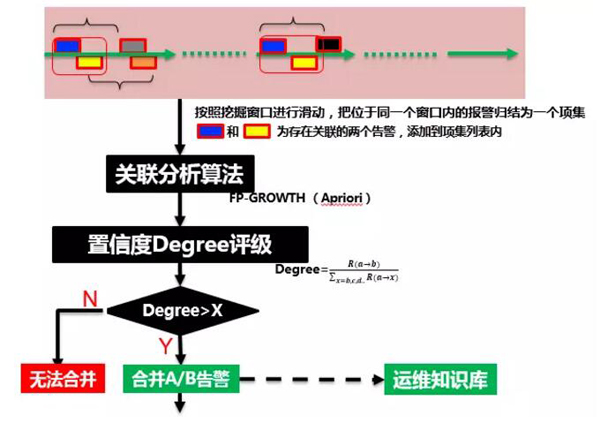 按照挖掘窗口进行滑动，把位于同一个窗口内的报警归结为一个项集
和 为存在关联的两个告警，添加到项集列表内
关联分析算法
FP-GROWTH（Apriori）
置信度Degree评级
Degree=R(a→b)/∑x=b,c,d.. R(a→x)
Degree>X
N
Y
无法合并
合并A/B告警
运维知识库